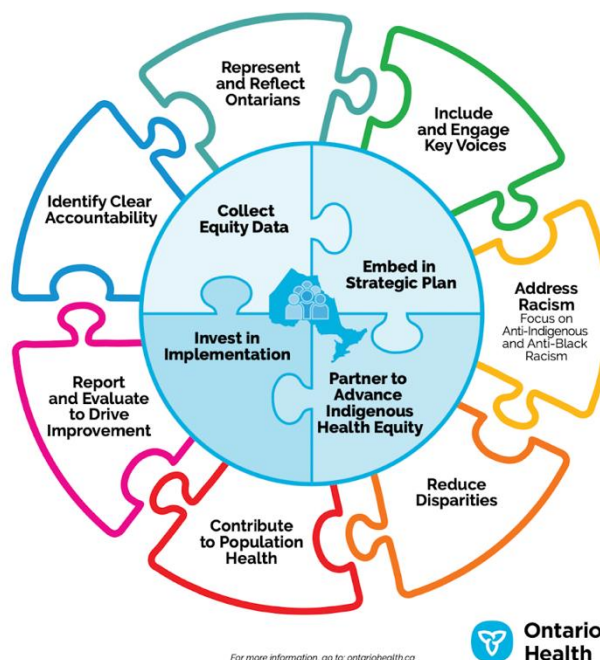 Represent
and Reflect
Ontarians
Include
and Engage
Key Voices
Identify Clear
Accountability
Collect
Equity Data
Embed in
Strategic Plan
Address
Racism
Focus on
Anti-Indigenous
and Anti-Black
Racism
Invest in
Implementation
Partner to
Advance
Indigenous
Health Equity
Report
and Evaluate
to Drive
Improvement
Reduce
Disparities
Contribute
to Population
Health
For more information, go to: ontariohealth.ca
Ontario
Health